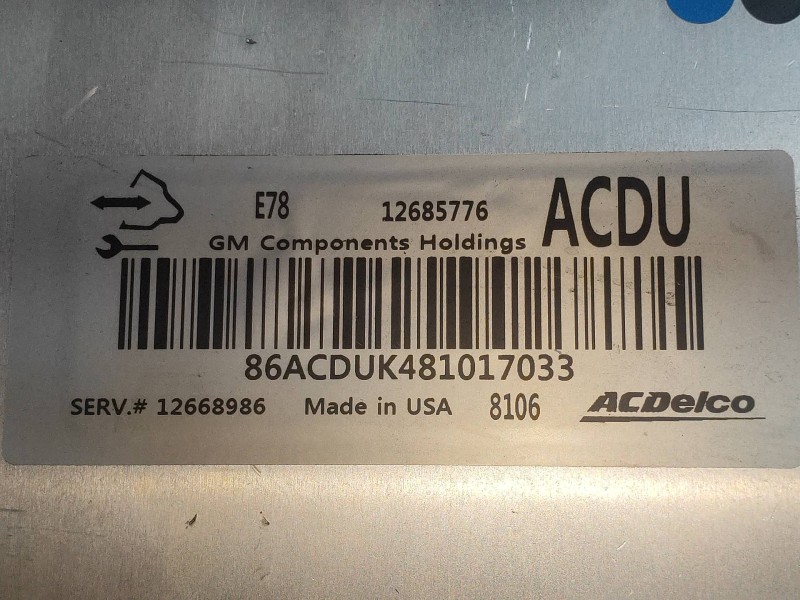 E78 12685776 ACDU
GM Components Holdings
86ACDUK481017033
SERV.# 12668986 Made in USA 8106 ACDelco